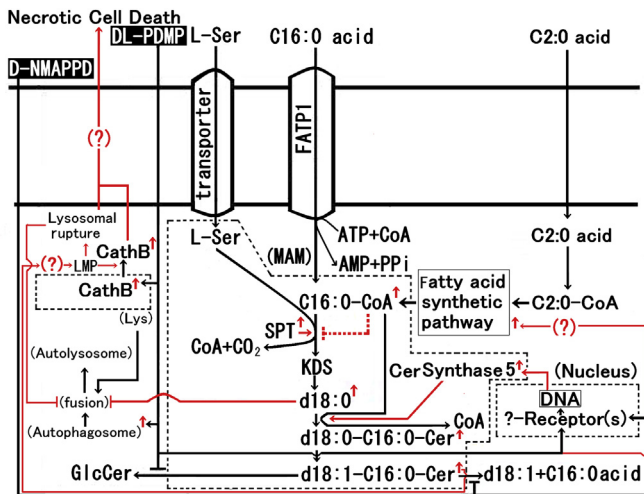 Necrotic Cell Death
DL-PDMP L-Ser C16:0 acid C2:0 acid
D-NMAPPD
(?)
transporter
FATP1
Lysosomal
rupture
CathB
L-Ser
ATP+CoA
C2:0 acid
(?) LMP
(MAM)
AMP+PPi
CathB
(Lys)
C16:0-CoA
Fatty acid
synthetic
pathway
C2:0-CoA
(?)
SPT
CoA+CO2
(Autolysosome)
KDS
CerSynthase5
(Nucleus)
(fusion)
d18:0
DNA
(Autophagosome)
CoA
?-Receptor(s)
d18:0-C16:0-Cer
GlcCer
d18:1-C16:0-Cer
d18:1+C16:0acid